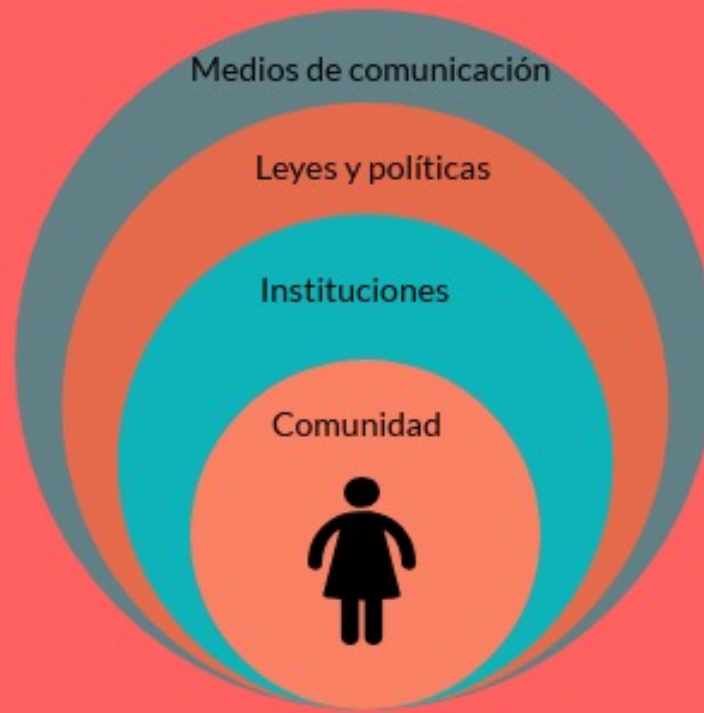 Medios de comunicación
Leyes y políticas
Instituciones
Comunidad